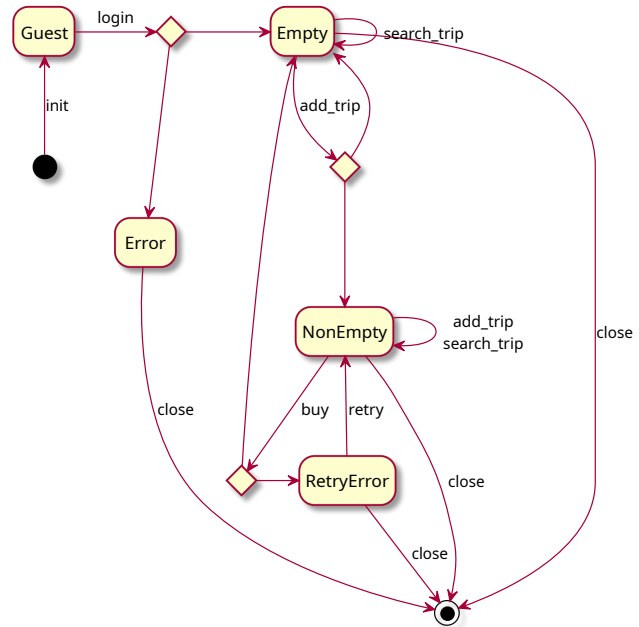 login
Guest
Empty
search_trip
init
add_trip
Error
NonEmpty
add_trip
search_trip
close
close
buy
retry
RetryError
close
close